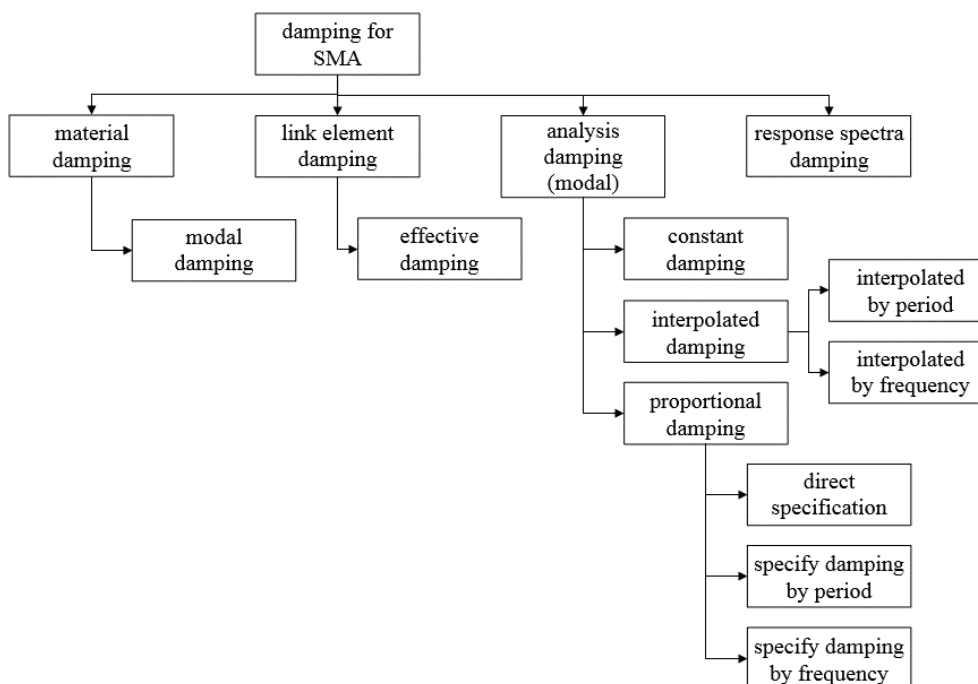 damping for
SMA
material
damping
link element
damping
analysis
damping
(modal)
response spectra
damping
modal
damping
effective
damping
constant
damping
interpolated
damping
interpolated
by period
interpolated
by frequency
proportional
damping
direct
specification
specify damping
by period
specify damping
by frequency